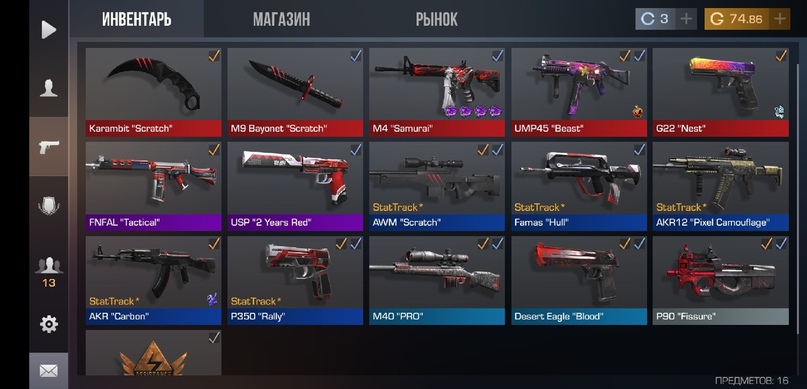 ИНВЕНТАРЬ МАГАЗИН РЫНОК 3 + G 74.86 +
Karambit "Scratch" M9 Bayonet "Scratch" M4 "Samurai" UMP45 "Beast" G22 "Nest"
FNFAL "Tactical" USP "2 Years Red" StatTrack* AWM "Scratch" StatTrack* Famas "Hull" StatTrack* AKR12 "Pixel Camouflage"
13
StatTrack* AKR "Carbon" StatTrack* P350 "Rally" M40 "PRO" Desert Eagle "Blood" P90 "Fissure"
ПРЕДМЕТОВ: 16